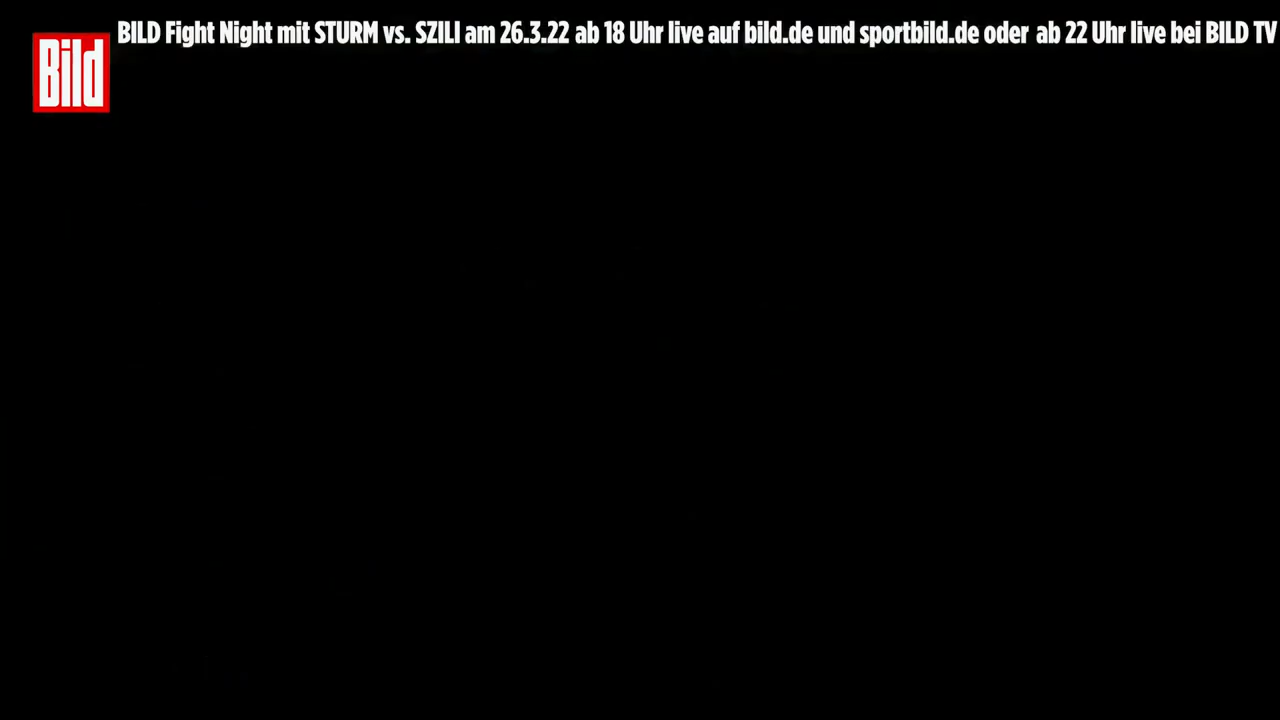 BILD Fight Night mit STURM vs. SZILI am 26.3.22 ab 18 Uhr live auf bild.de und sportbild.de oder ab 22 Uhr live bei BILD TV
Bild